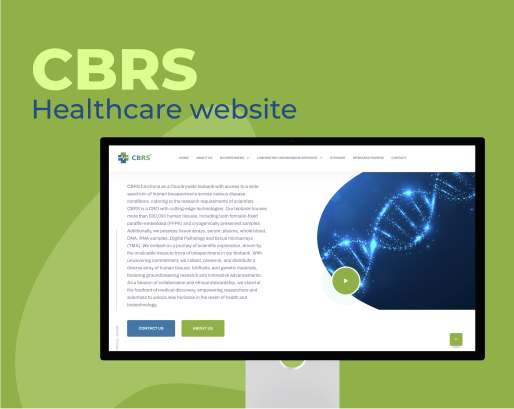 CBRS
Healthcare website
CBRS
HOME ABOUT US BIOREPOSITORY LABORATORY AND RESEARCH SERVICES STORAGE RESEARCH PAPERS CONTACT
CBRS functions as a Countrywide biobank with access to a wide
spectrum of human biospecimens across various disease
conditions, catering to the research requirements of scientists
CBRS is a CRO with cutting-edge technologies. Our biobank houses
more than 500,000 human tissues, including both formalin-fixed
paraffin-embedded (FFPE) and cryogenically preserved samples.
Additionally, we possess tissue arrays, serum, plasma, whole blood,
DNA, RNA samples, Digital Pathology and tissue microarrays
(TMA). We embark on a journey of scientific exploration, driven by
the invaluable treasure trove of biospecimens in our biobank. With
unwavering commitment, we collect, preserve, and distribute a
diverse array of human tissues, biofluids, and genetic materials,
fostering groundbreaking research and innovative advancements.
As a beacon of collaboration and ethical stewardship, we stand at
the forefront of medical discovery, empowering researchers and
scientists to unlock new horizons in the realm of health and
biotechnology.
CONTACT US ABOUT US